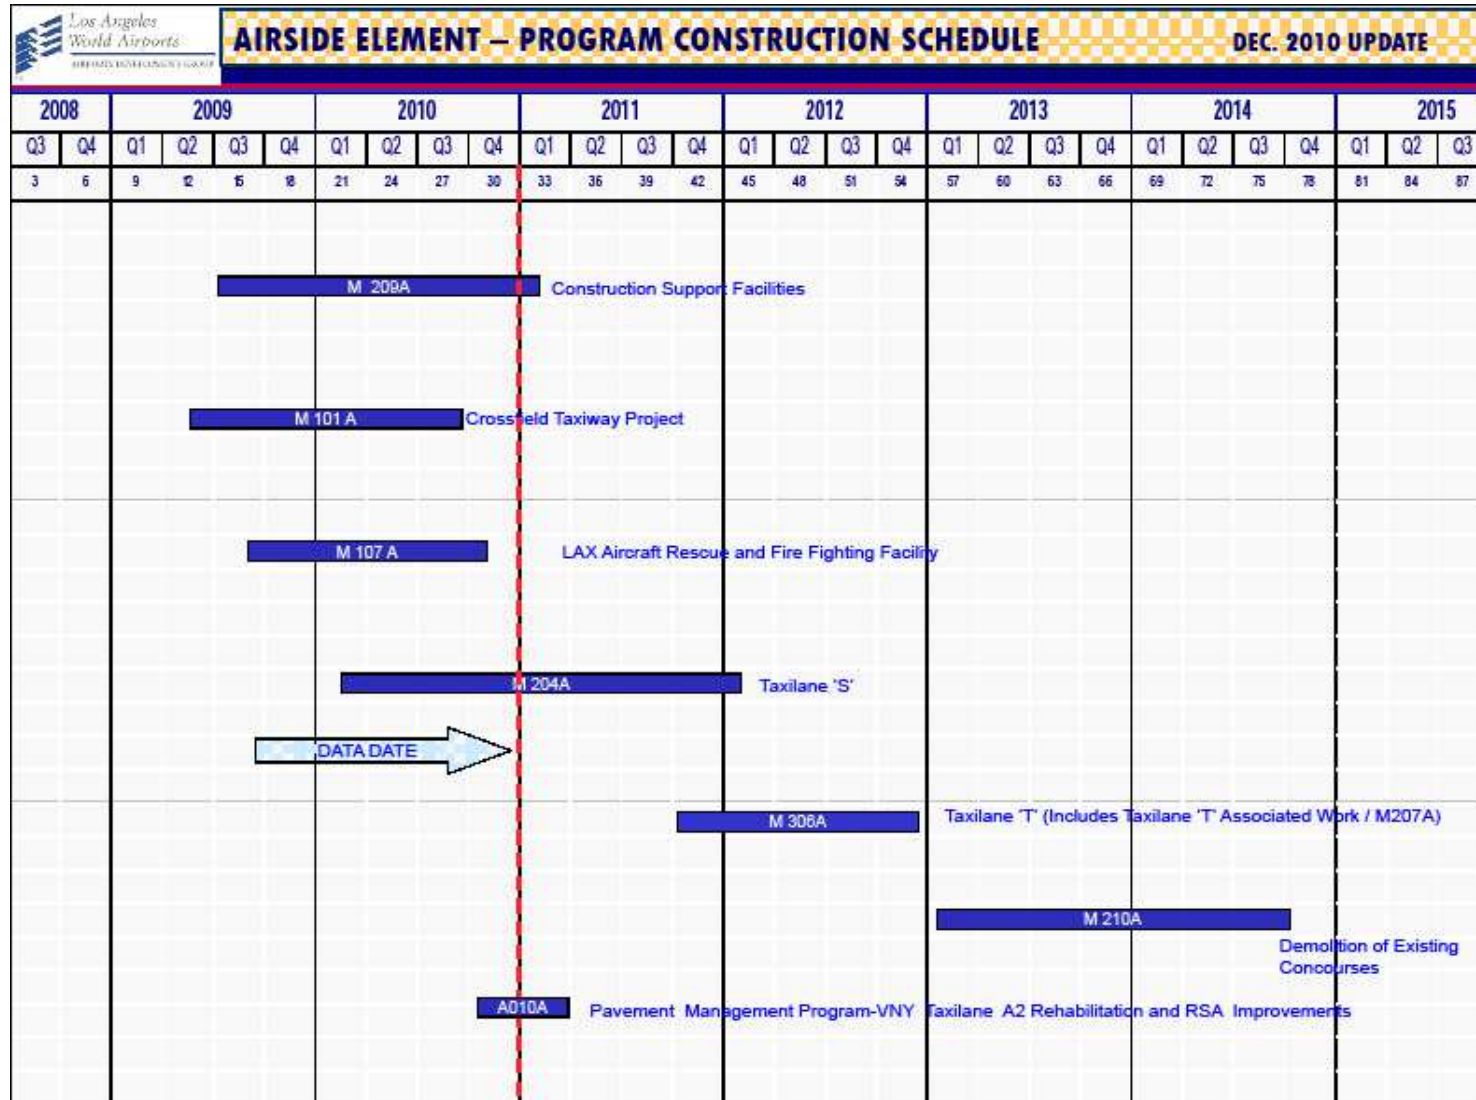 Los Angeles
World Airports
AIRPORTS DEVELOPMENT GROUP
AIRSIDE ELEMENT – PROGRAM CONSTRUCTION SCHEDULE
DEC. 2010 UPDATE
2008 2009 2010 2011 2012 2013 2014 2015
Q3 Q4 Q1 Q2 Q3 Q4 Q1 Q2 Q3 Q4 Q1 Q2 Q3 Q4 Q1 Q2 Q3 Q4 Q1 Q2 Q3 Q4 Q1 Q2 Q3 Q4 Q1 Q2 Q3
3 6 9 12 15 18 21 24 27 30 33 36 39 42 45 48 51 54 57 60 63 66 69 72 75 78 81 84 87
M 209A Construction Support Facilities
M 101 A Crossfield Taxiway Project
M 107 A LAX Aircraft Rescue and Fire Fighting Facility
M 204A Taxilane 'S'
DATA DATE
M 306A Taxilane 'T' (Includes Taxilane 'T' Associated Work / M207A)
M 210A
Demolition of Existing
Concourses
A010A Pavement Management Program-VNY Taxilane A2 Rehabilitation and RSA Improvements